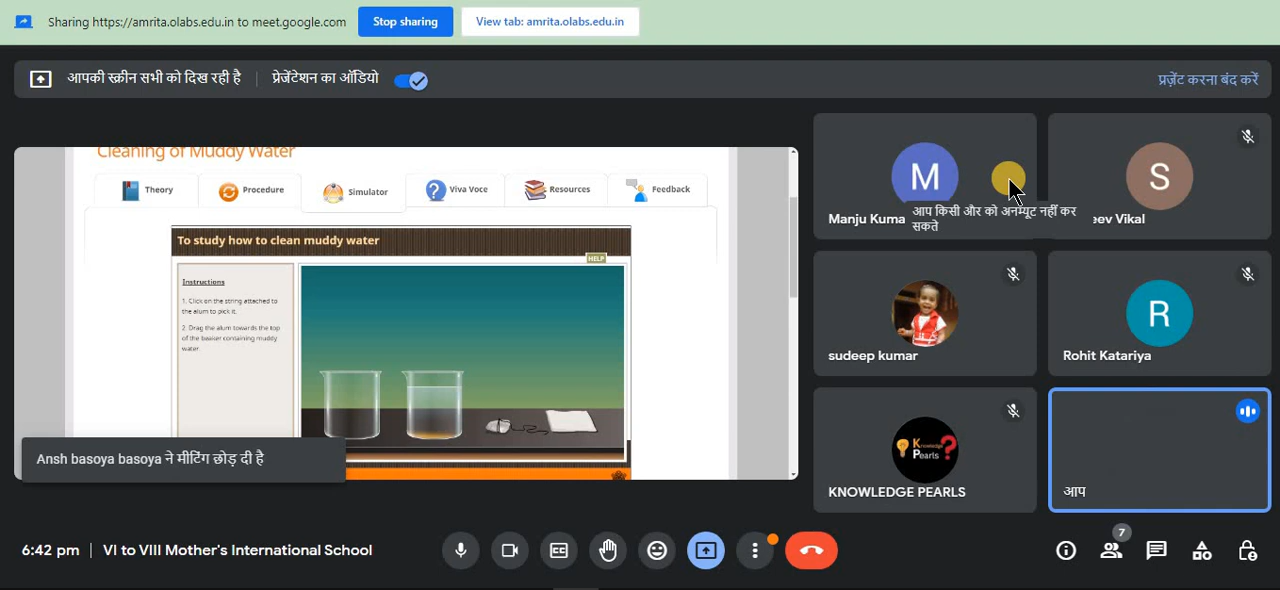 Sharing https://amrita.olabs.edu.in to meet.google.com
Stop sharing
View tab: amrita.olabs.edu.in
आपकी स्क्रीन सभी को दिख रही है
प्रेजेंटेशन का ऑडियो
प्रज़ेंट करना बंद करें
Cleaning of Muddy Water
Theory
Procedure
Simulator
Viva Voce
Resources
Feedback
To study how to clean muddy water
HELP
Instructions
1. Click on the string attached to
the alum to pick it.
2. Drag the alum towards the top
of the beaker containing muddy
water.
Ansh basoya basoya ने मीटिंग छोड़ दी है
M
Manju Kuma
आप किसी और को अनम्यूट नहीं कर
सकते
S
eev Vikal
sudeep kumar
R
Rohit Katariya
Knowledge
Pearls
KNOWLEDGE PEARLS
आप
6:42 pm | VI to VIII Mother's International School
CC
7